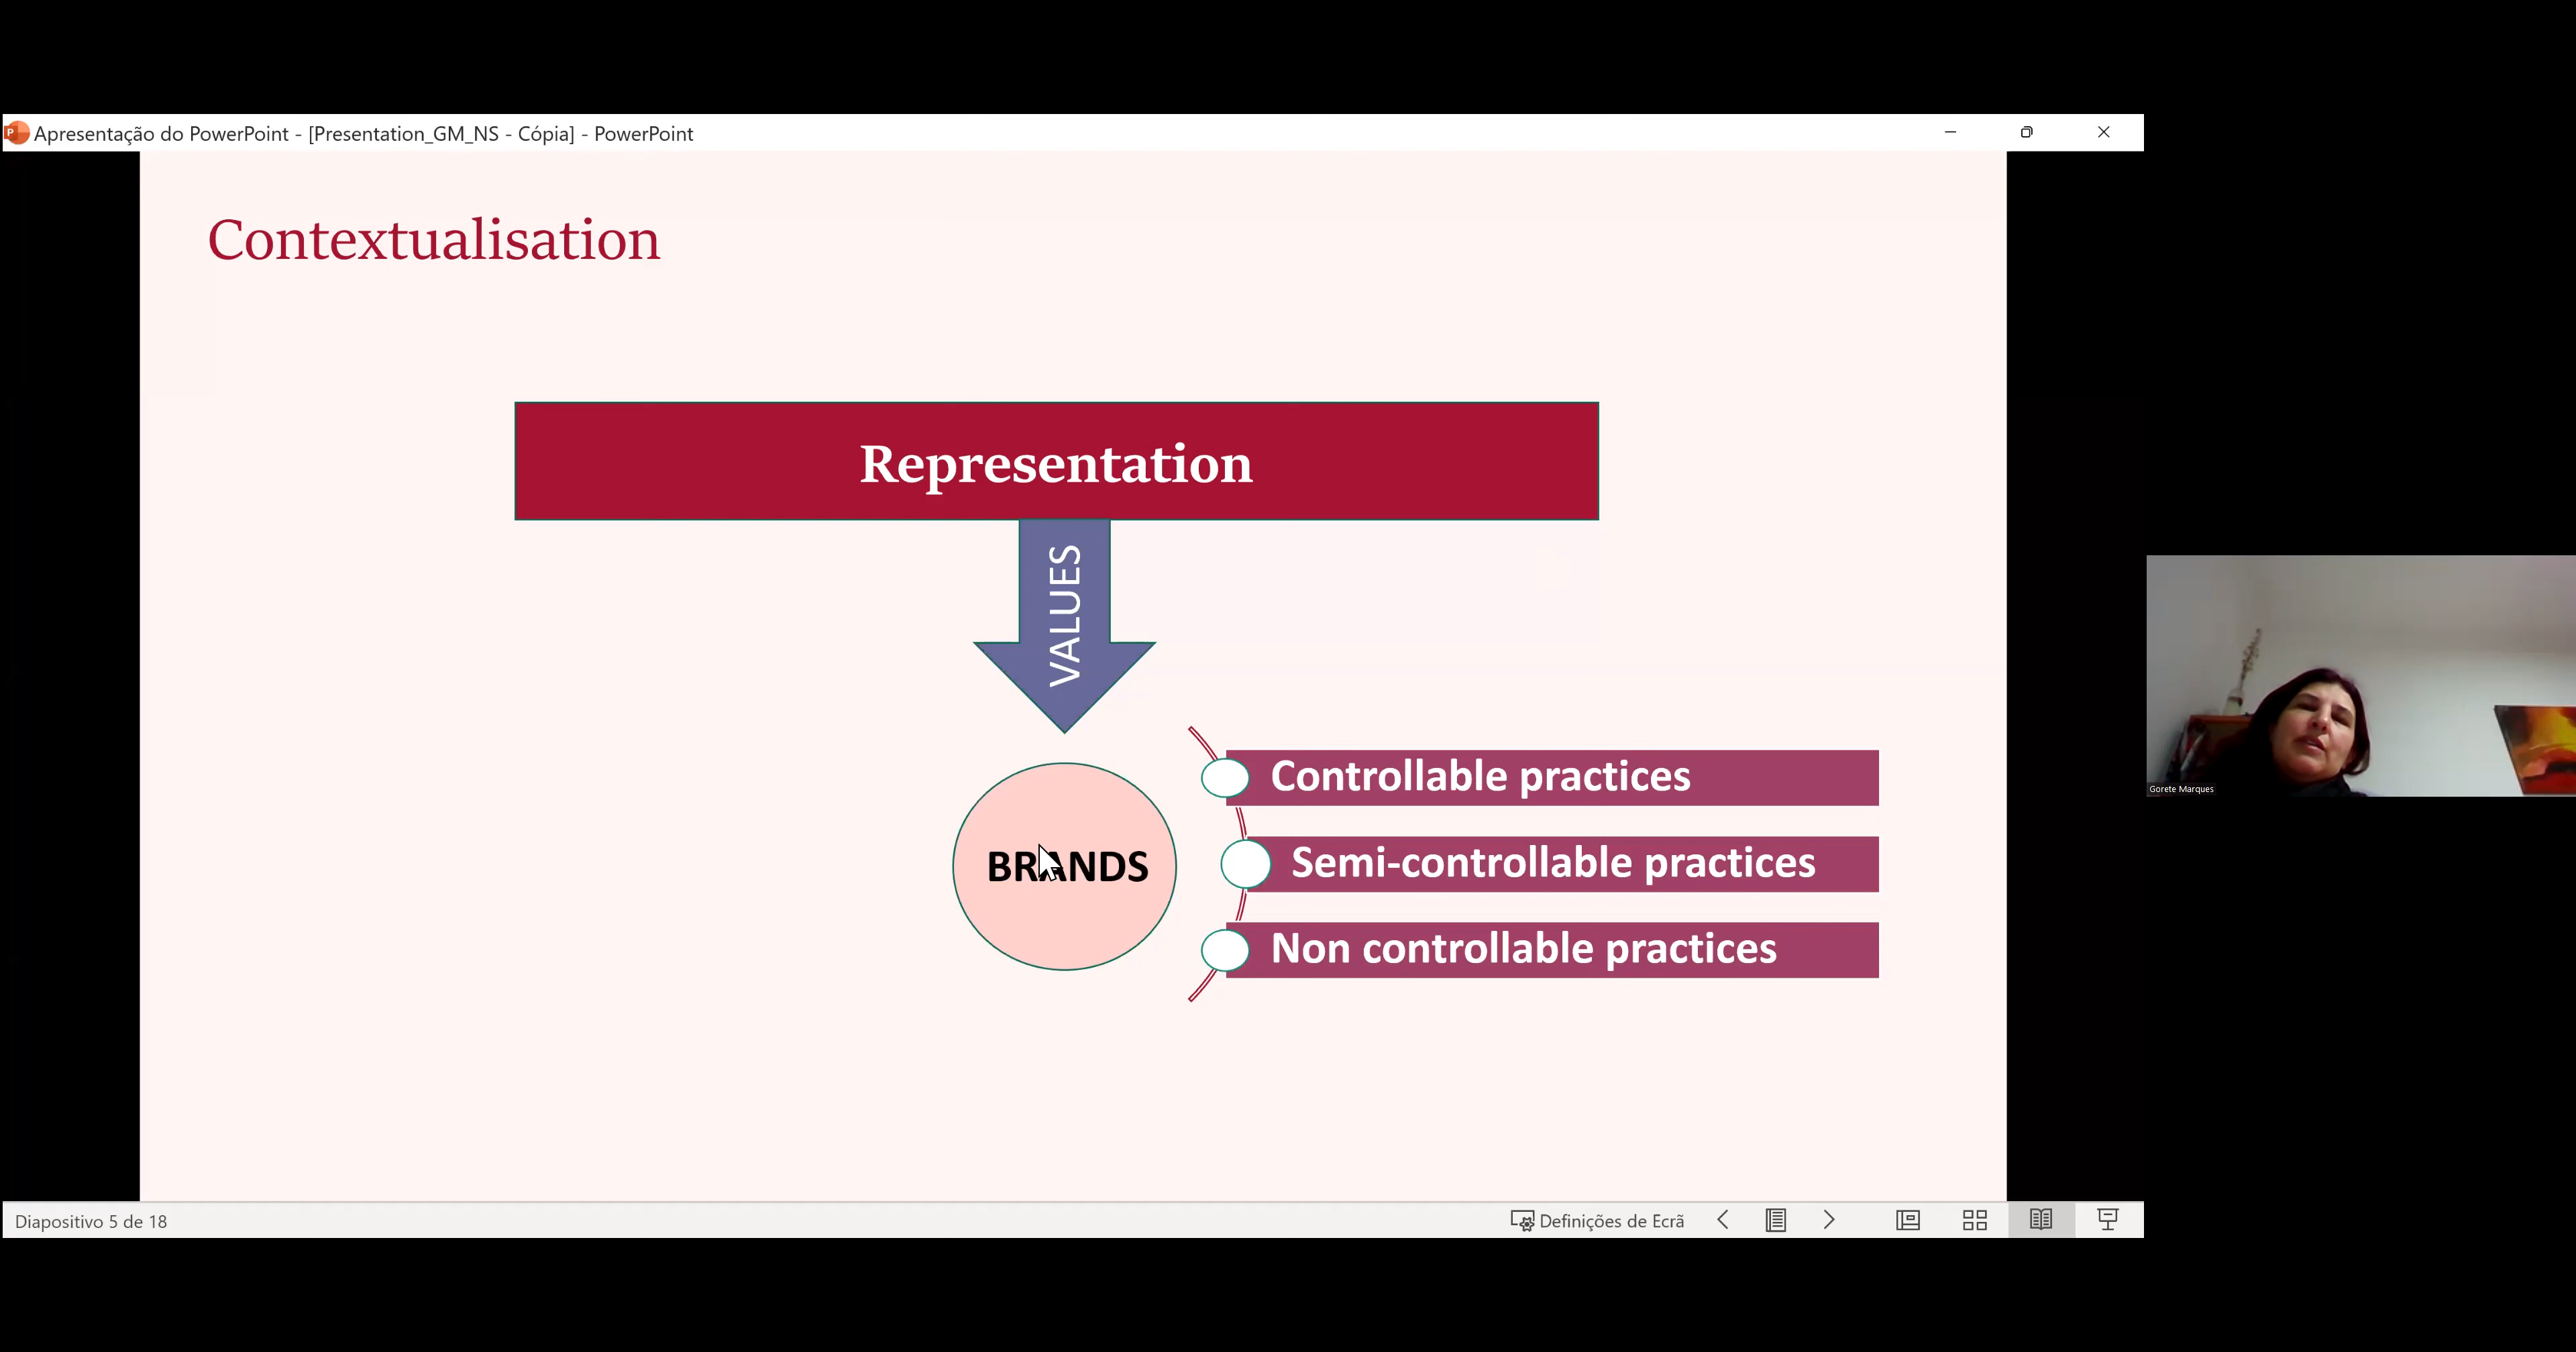 Apresentação do PowerPoint - [Presentation_GM_NS - Cópia] - PowerPoint
Contextualisation
Representation
VALUES
BRANDS
Controllable practices
Semi-controllable practices
Non controllable practices
Gorete Marques
Diapositivo 5 de 18
Definições de Ecrã